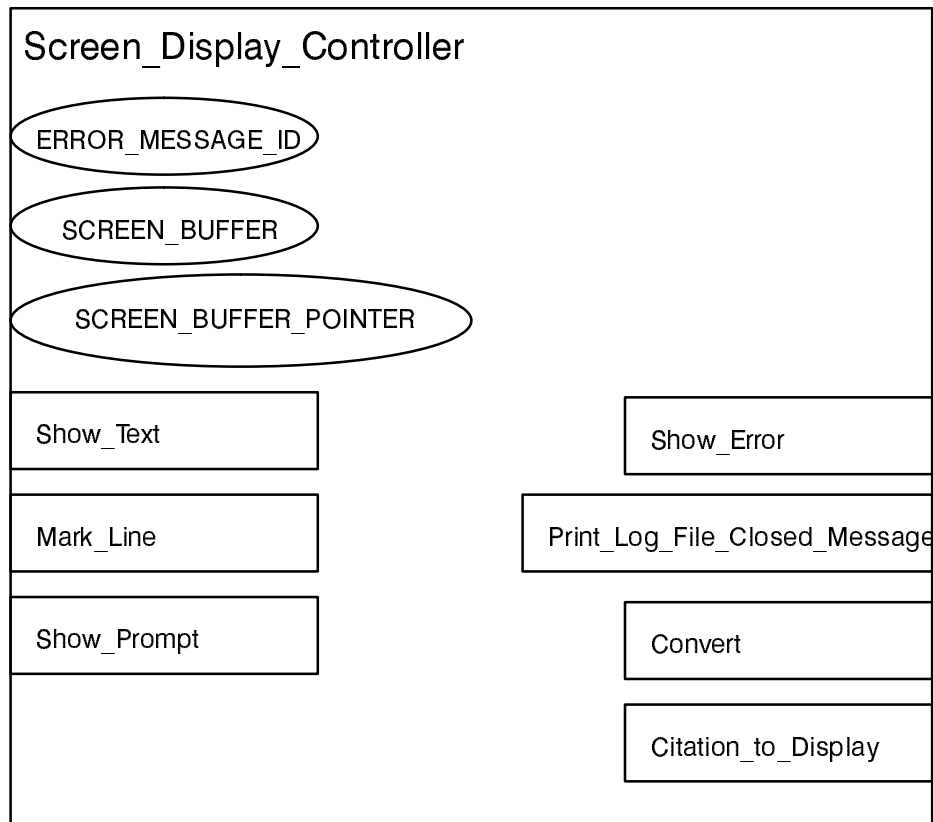 Screen_Display_Controller
ERROR_MESSAGE_ID
SCREEN_BUFFER
SCREEN_BUFFER_POINTER
Show_Text
Show_Error
Mark_Line
Print_Log_File_Closed_Message
Show_Prompt
Convert
Citation_to_Display